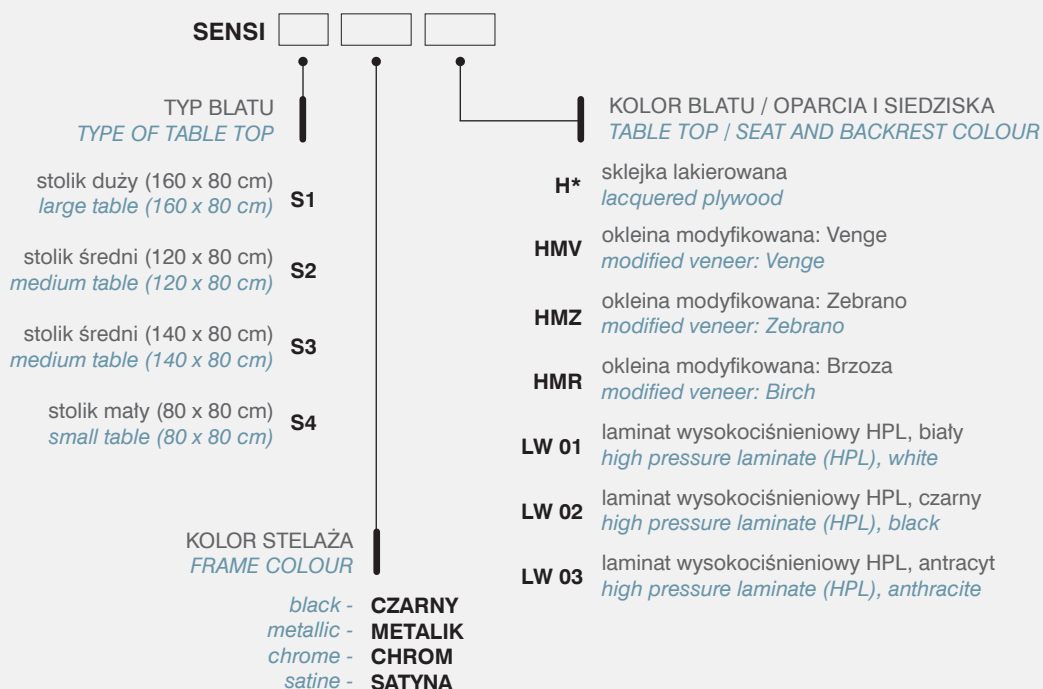 SENSI
TYP BLATU
TYPE OF TABLE TOP
stolik duży (160 x 80 cm)
large table (160 x 80 cm)
S1
stolik średni (120 x 80 cm)
medium table (120 x 80 cm)
S2
stolik średni (140 x 80 cm)
medium table (140 x 80 cm)
S3
stolik mały (80 x 80 cm)
small table (80 x 80 cm)
S4
KOLOR STELAŻA
FRAME COLOUR
black - CZARNY
metallic - METALIK
chrome - CHROM
satine - SATYNA
KOLOR BLATU / OPARCIA I SIEDZISKA
TABLE TOP / SEAT AND BACKREST COLOUR
H*
sklejka lakierowana
lacquered plywood
HMV
okleina modyfikowana: Venge
modified veneer: Venge
HMZ
okleina modyfikowana: Zebrano
modified veneer: Zebrano
HMR
okleina modyfikowana: Brzoza
modified veneer: Birch
LW 01
laminat wysokociśnieniowy HPL, biały
high pressure laminate (HPL), white
LW 02
laminat wysokociśnieniowy HPL, czarny
high pressure laminate (HPL), black
LW 03
laminat wysokociśnieniowy HPL, antracyt
high pressure laminate (HPL), anthracite